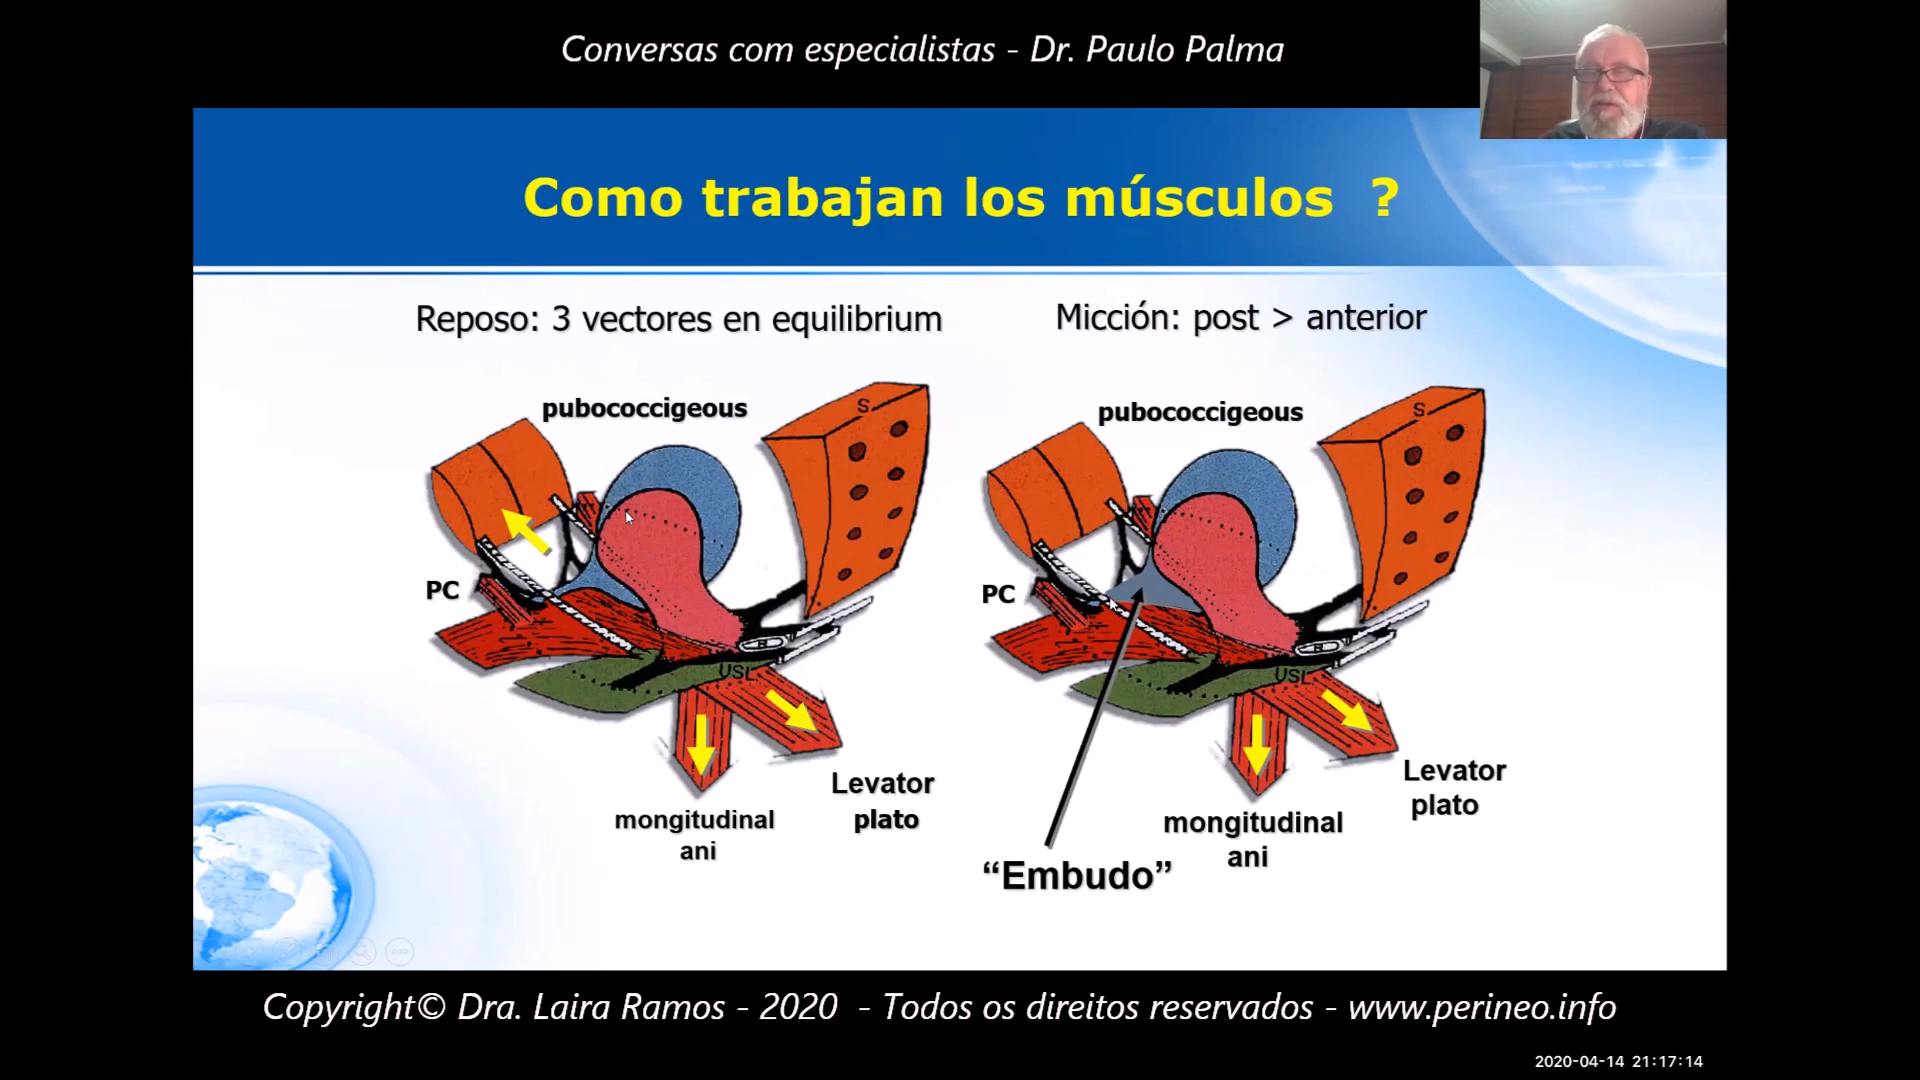 Conversas com especialistas - Dr. Paulo Palma
Como trabajan los músculos ?
Reposo: 3 vectores en equilibrium
Micción: post > anterior
pubococcigeous
S
PC
USL
Levator
plato
mongitudinal
ani
pubococcigeous
S
PC
USL
Levator
plato
mongitudinal
ani
“Embudo”
Copyright© Dra. Laira Ramos - 2020 - Todos os direitos reservados - www.perineo.info
2020-04-14 21:17:14